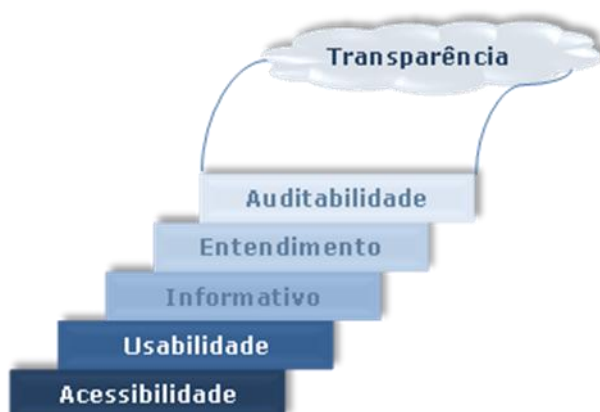 Transparência
Auditabilidade
Entendimento
Informativo
Usabilidade
Acessibilidade